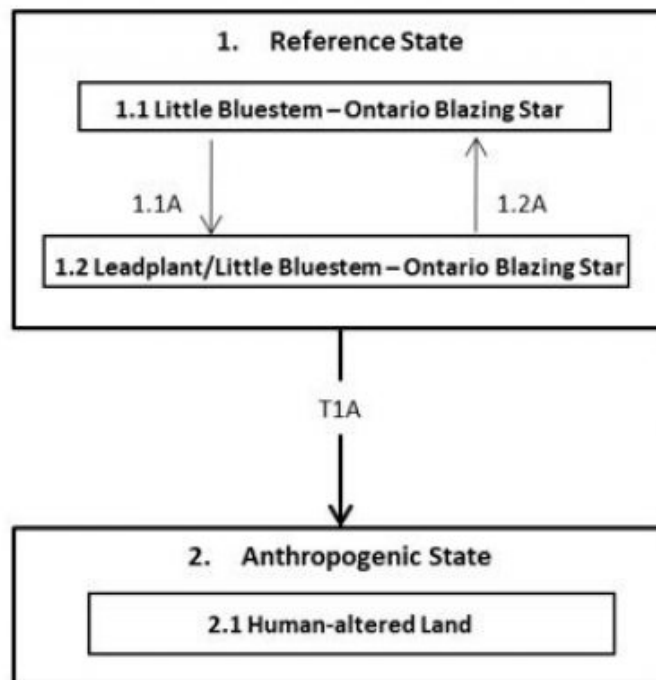 1. Reference State
1.1 Little Bluestem – Ontario Blazing Star
1.1A
1.2A
1.2 Leadplant/Little Bluestem – Ontario Blazing Star
T1A
2. Anthropogenic State
2.1 Human-altered Land